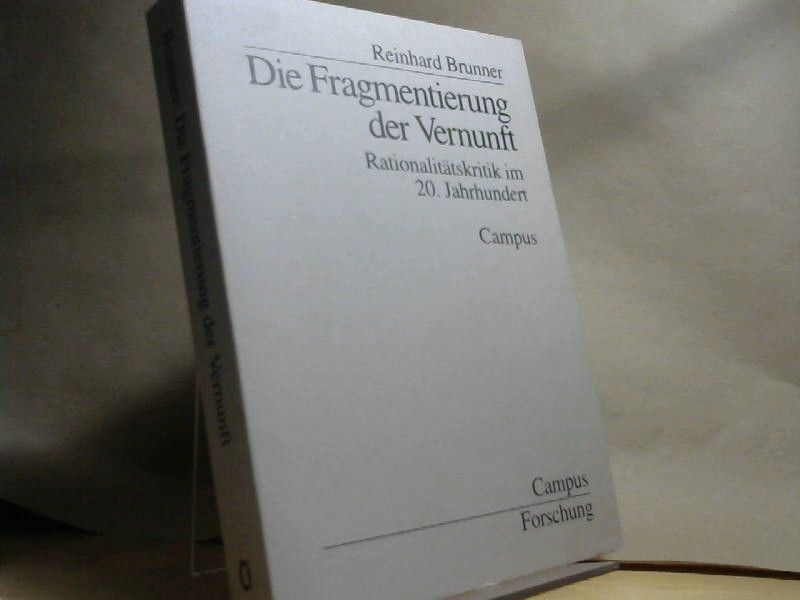 Reinhard Brunner
Die Fragmentierung
der Vernunft
Rationalitätskritik im
20. Jahrhundert
Campus
Campus
Forschung
Brunner: Die Fragmentierung der Vernunft